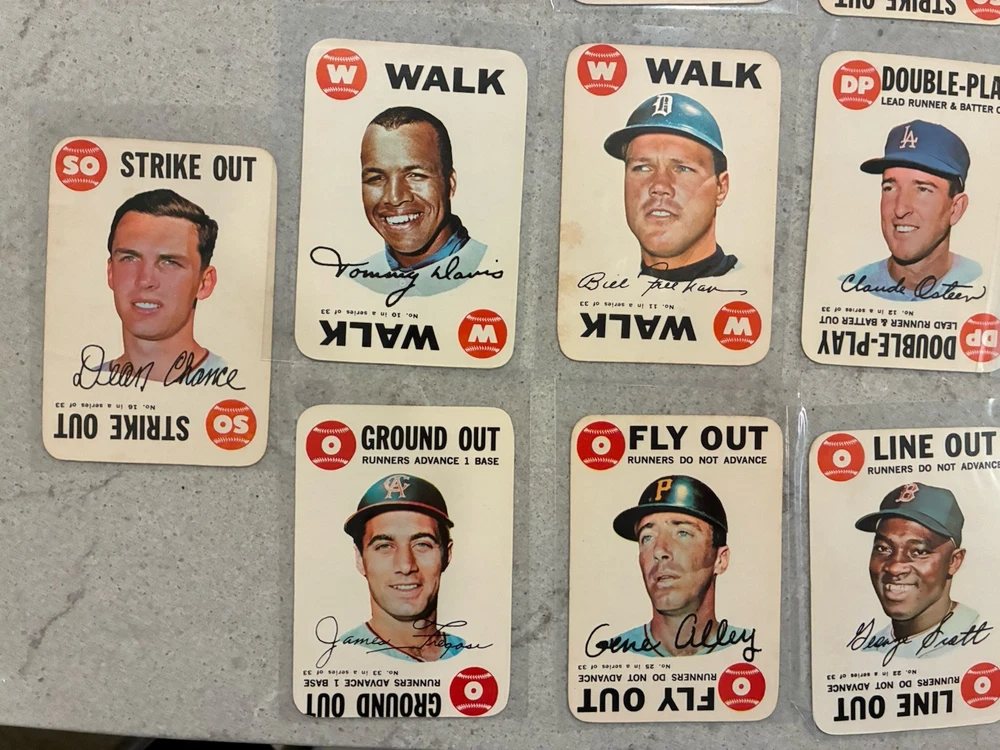 STRIKE OUT
SO
W WALK
Tommy Davis
No. 10 in a series of 33
W WALK
W WALK
Bill Freehan
No. 11 in a series of 33
W WALK
DP DOUBLE-PLA
LEAD RUNNER & BATTER O
LA
Claude Osteen
No. 12 in a series of 33
LEAD RUNNER & BATTER OUT
DP DOUBLE-PLAY
SO STRIKE OUT
Dean Chance
No. 16 in a series of 33
SO STRIKE OUT
O GROUND OUT
RUNNERS ADVANCE 1 BASE
CA
James Fregosi
No. 33 in a series of 33
RUNNERS ADVANCE 1 BASE
O GROUND OUT
O FLY OUT
RUNNERS DO NOT ADVANCE
P
Gene Alley
No. 25 in a series of 33
RUNNERS DO NOT ADVANCE
O FLY OUT
O LINE OUT
RUNNERS DO NOT ADVANCE
B
George Scott
No. 22 in a series of 33
RUNNERS DO NOT ADVANCE
O LINE OUT